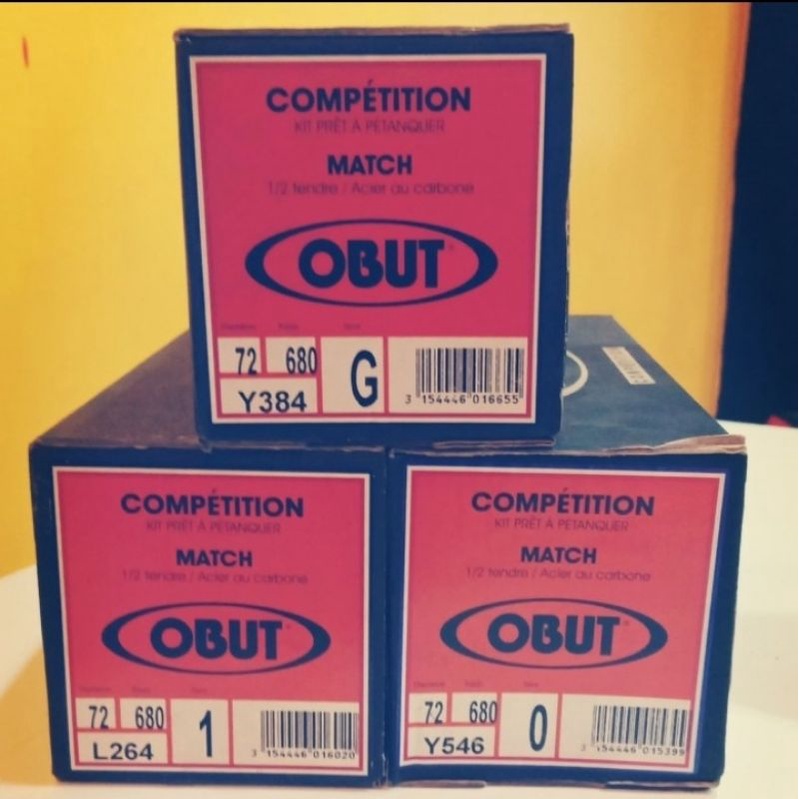 COMPÉTITION
KIT PRÊT À PÉTANQUER
MATCH
1/2 tendre / Acier au carbone
OBUT
72 680 G
Y384
3 154446 016655
COMPÉTITION
KIT PRÊT À PÉTANQUER
MATCH
1/2 tendre / Acier au carbone
OBUT
72 680 1
L264
3 154446 016020
COMPÉTITION
KIT PRÊT À PÉTANQUER
MATCH
1/2 tendre / Acier au carbone
OBUT
72 680 0
Y546
3 154446 015399